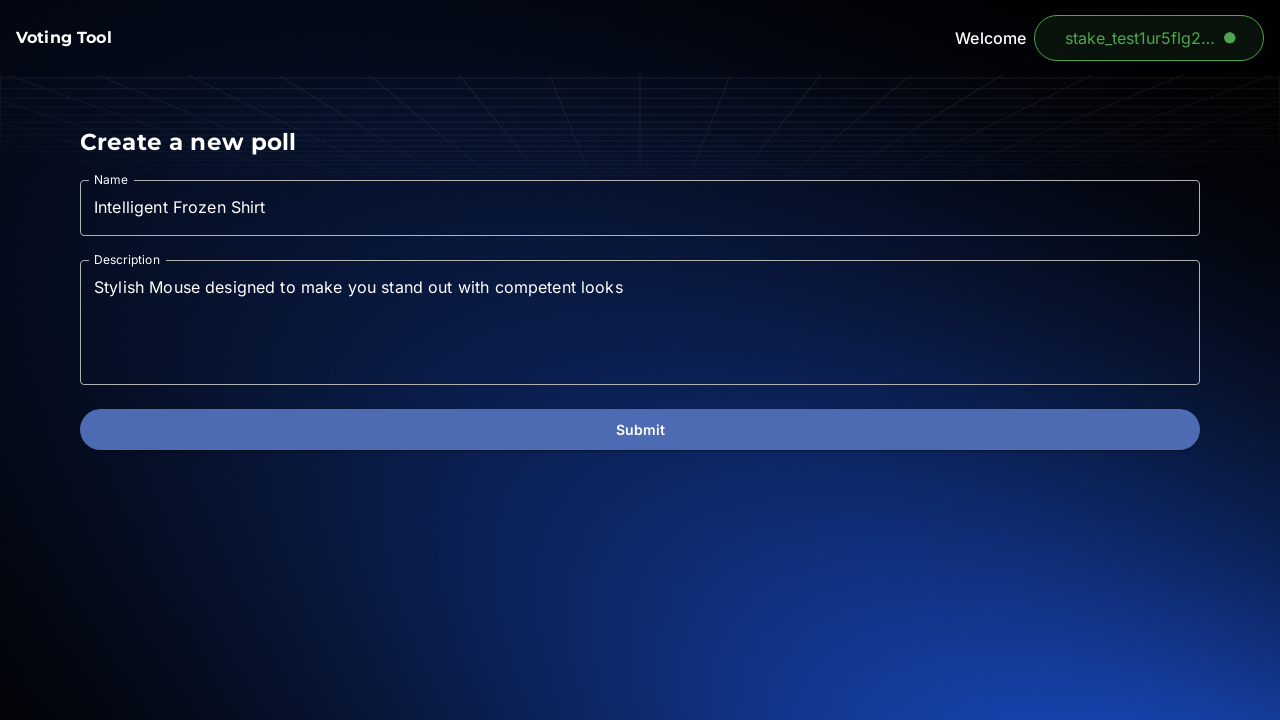 Voting Tool
Welcome
stake_test1ur5flg2...
Create a new poll
Name
Intelligent Frozen Shirt
Description
Stylish Mouse designed to make you stand out with competent looks
Submit